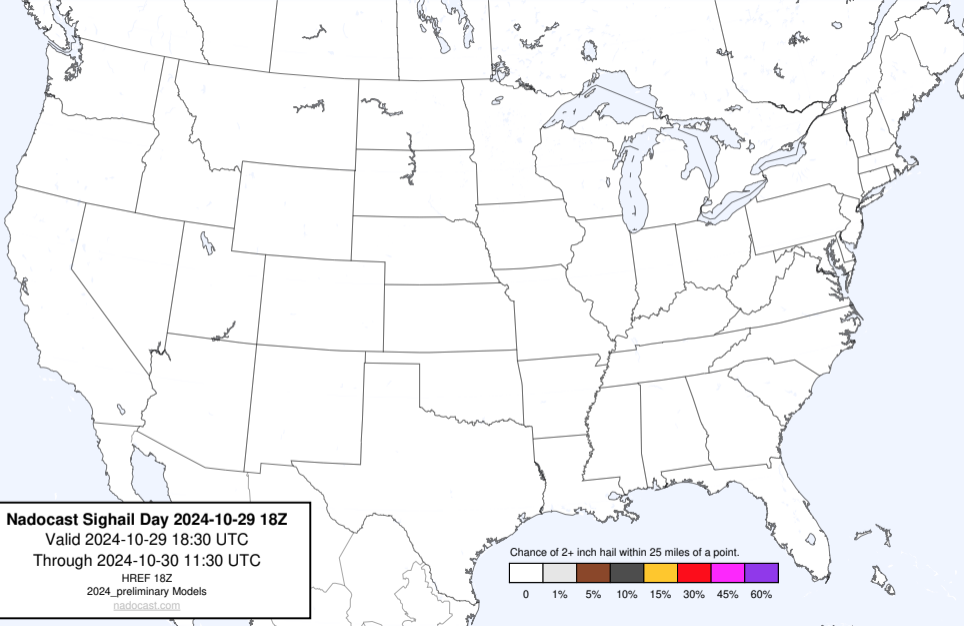 Nadocast Sighail Day 2024-10-29 18Z
Valid 2024-10-29 18:30 UTC
Through 2024-10-30 11:30 UTC
HREF 18Z
2024_preliminary Models
nadocast.com
Chance of 2+ inch hail within 25 miles of a point.
0 1% 5% 10% 15% 30% 45% 60%